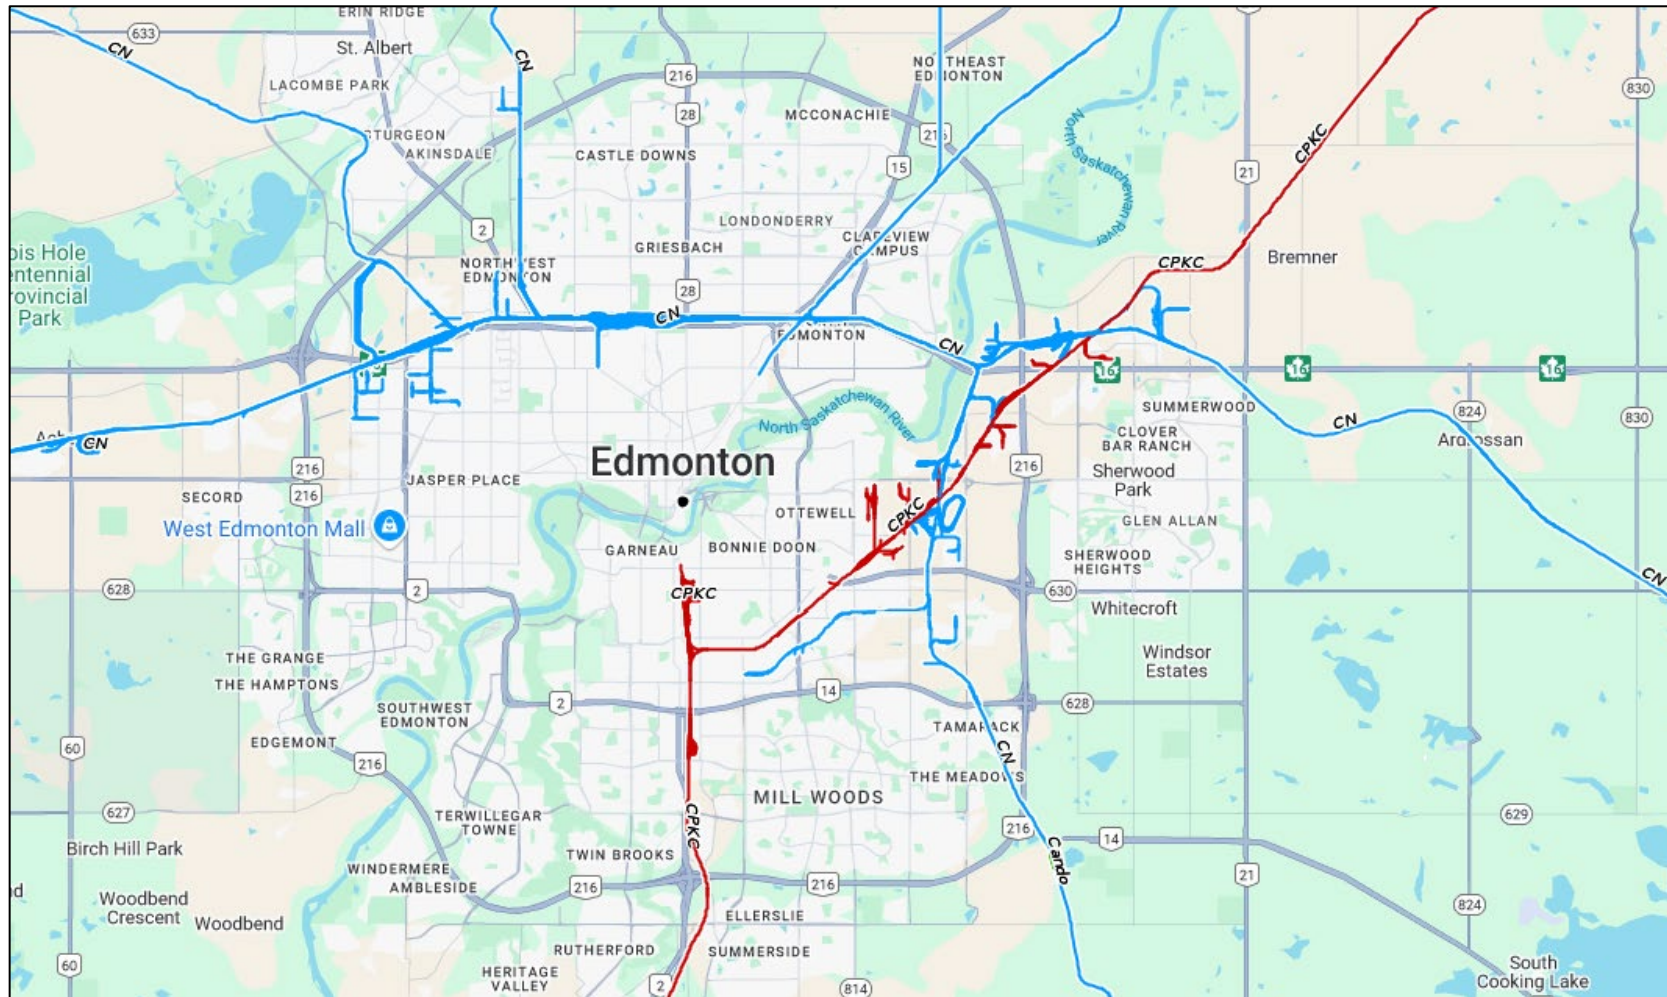 ERIN RIDGE
633
CN
St. Albert
CN
NORTHEAST
EDMONTON
216
LACOMBE PARK
830
28
MCCONACHIE
STURGEON
216
AKINSDALE
CASTLE DOWNS
15
CPKC
21
North Saskatchewan
River
LONDONDERRY
2
GRIESBACH
CLAREVIEW
CAMPUS
ois Hole
entennial
rovincial
Park
NORTHWEST
EDMONTON
CPKC
Bremner
28
CN
EDMONTON
CN
16
16
16
SUMMERWOOD
824
830
North Saskatchewan River
CN
CLOVER
BAR RANCH
Ardrossan
CN
Edmonton
216
216
Sherwood
Park
JASPER PLACE
SECORD
216
West Edmonton Mall
OTTEWELL
CPKC
GLEN ALLAN
GARNEAU
BONNIE DOON
SHERWOOD
HEIGHTS
CN
628
2
CPKC
630
Whitecroft
THE GRANGE
THE HAMPTONS
Windsor
Estates
14
2
628
SOUTHWEST
EDMONTON
TAMARACK
EDGEMONT
60
216
CN
THE MEADOWS
MILL WOODS
627
TERWILLEGAR
TOWNE
CPKC
629
216
14
Birch Hill Park
TWIN BROOKS
Cando
WINDERMERE
AMBLESIDE
216
216
21
nd
Woodbend
Crescent
Woodbend
ELLERSLIE
824
RUTHERFORD
SUMMERSIDE
60
HERITAGE
VALLEY
2
814
South
Cooking Lake